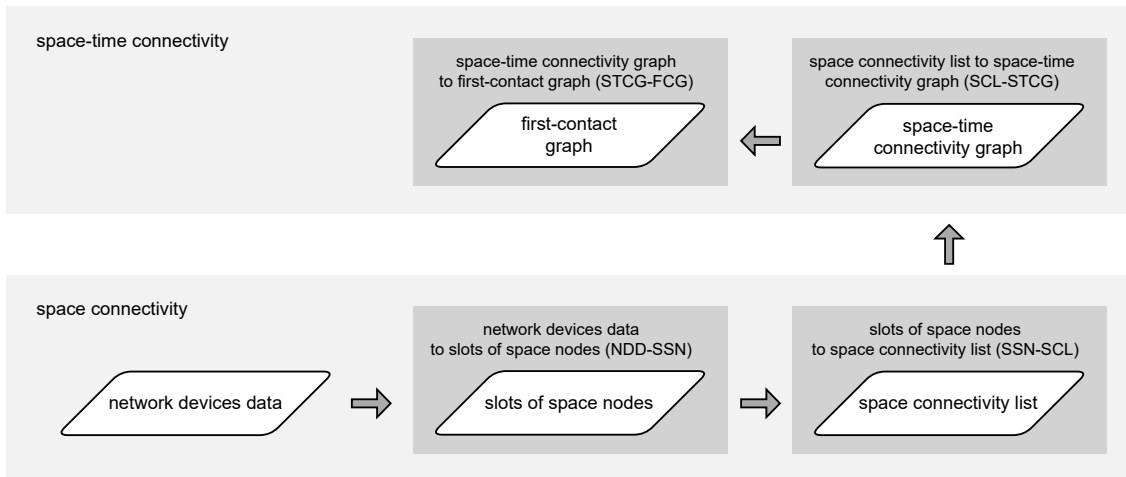 space-time connectivity
space-time connectivity graph
to first-contact graph (STCG-FCG)
first-contact
graph
space connectivity list to space-time
connectivity graph (SCL-STCG)
space-time
connectivity graph
space connectivity
network devices data
network devices data
to slots of space nodes (NDD-SSN)
slots of space nodes
slots of space nodes
to space connectivity list (SSN-SCL)
space connectivity list